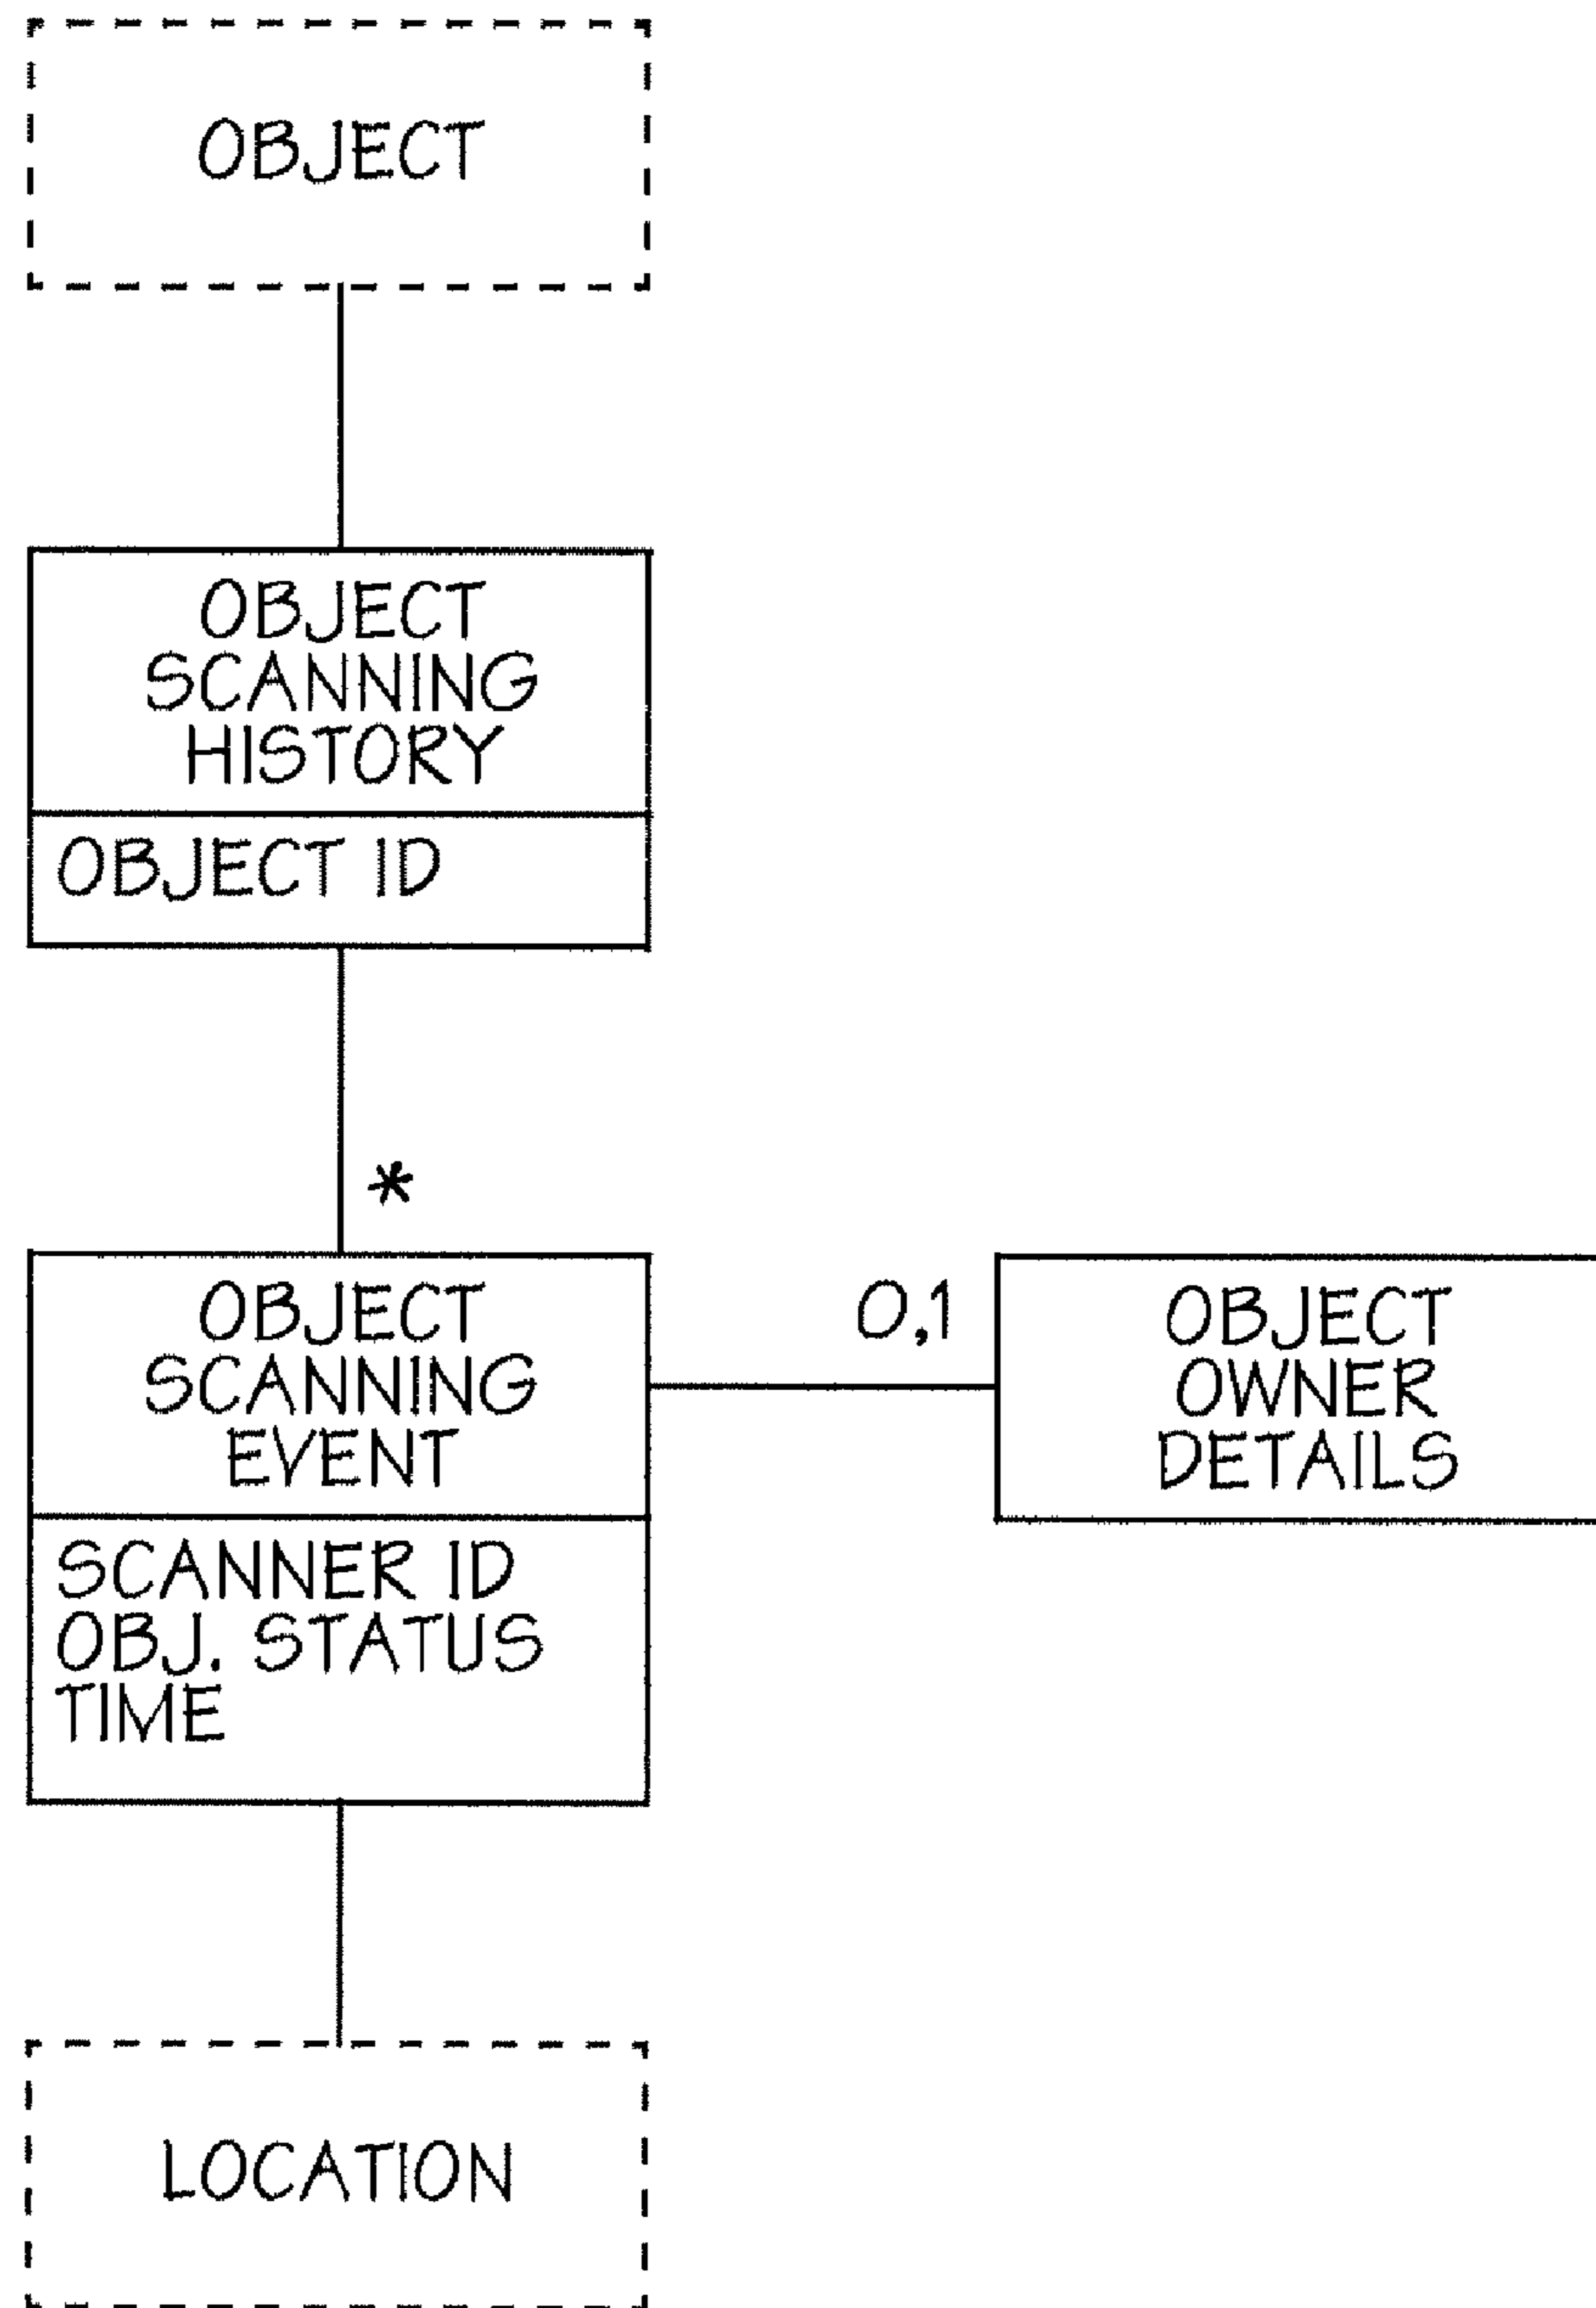 OBJECT
OBJECT
SCANNING
HISTORY
OBJECT ID
*
OBJECT
SCANNING
EVENT
0,1
OBJECT
OWNER
DETAILS
SCANNER ID
OBJ. STATUS
TIME
LOCATION